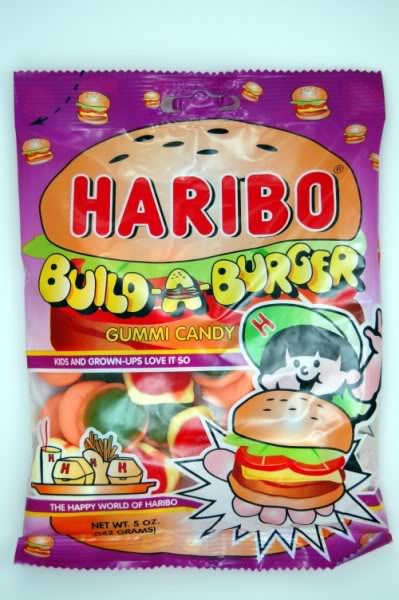 HARIBO®
BUILD-A-BURGER
GUMMI CANDY
H
KIDS AND GROWN-UPS LOVE IT SO
H H H
THE HAPPY WORLD OF HARIBO
NET WT. 5 OZ.
(142 GRAMS)